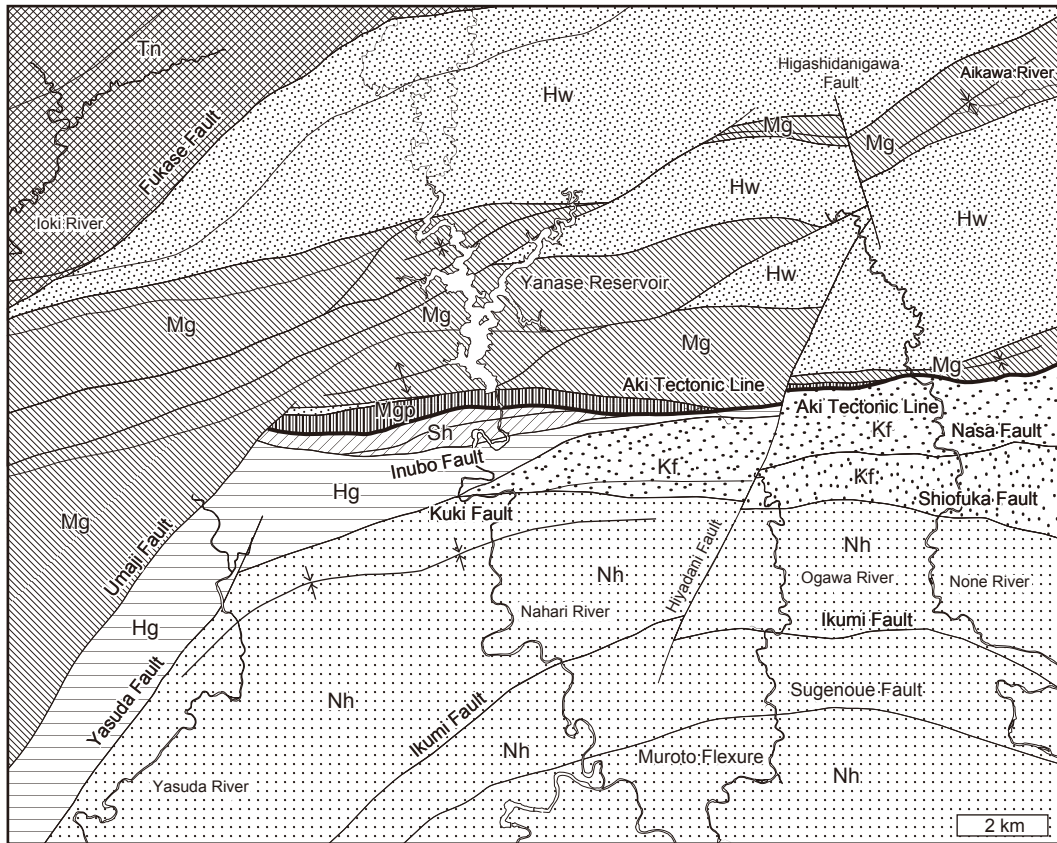 Tn
Higashidanigawa
Fault
Aikawa River
Hw
Mg
Mg
Fukase Fault
Hw
Ioki River
Hw
Yanase Reservoir
Hw
Mg
Mg
Mg
Mg
Aki Tectonic Line
Mgp
Aki Tectonic Line
Sh
Kf
Nasa Fault
Inubo Fault
Kf
Kf
Hg
Shiofuka Fault
Kuki Fault
Mg
Umaji Fault
Nh
Nh
Ogawa River
None River
Nahari River
Hiyadani Fault
Ikumi Fault
Hg
Yasuda Fault
Nh
Sugenoue Fault
Ikumi Fault
Nh
Muroto Flexure
Nh
Yasuda River
2 km